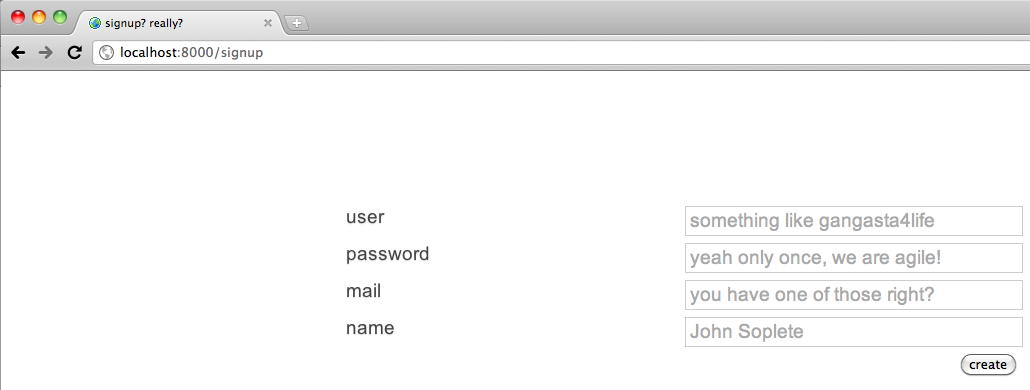 signup? really?
localhost:8000/signup
user something like gangasta4life
password yeah only once, we are agile!
mail you have one of those right?
name John Soplete
create